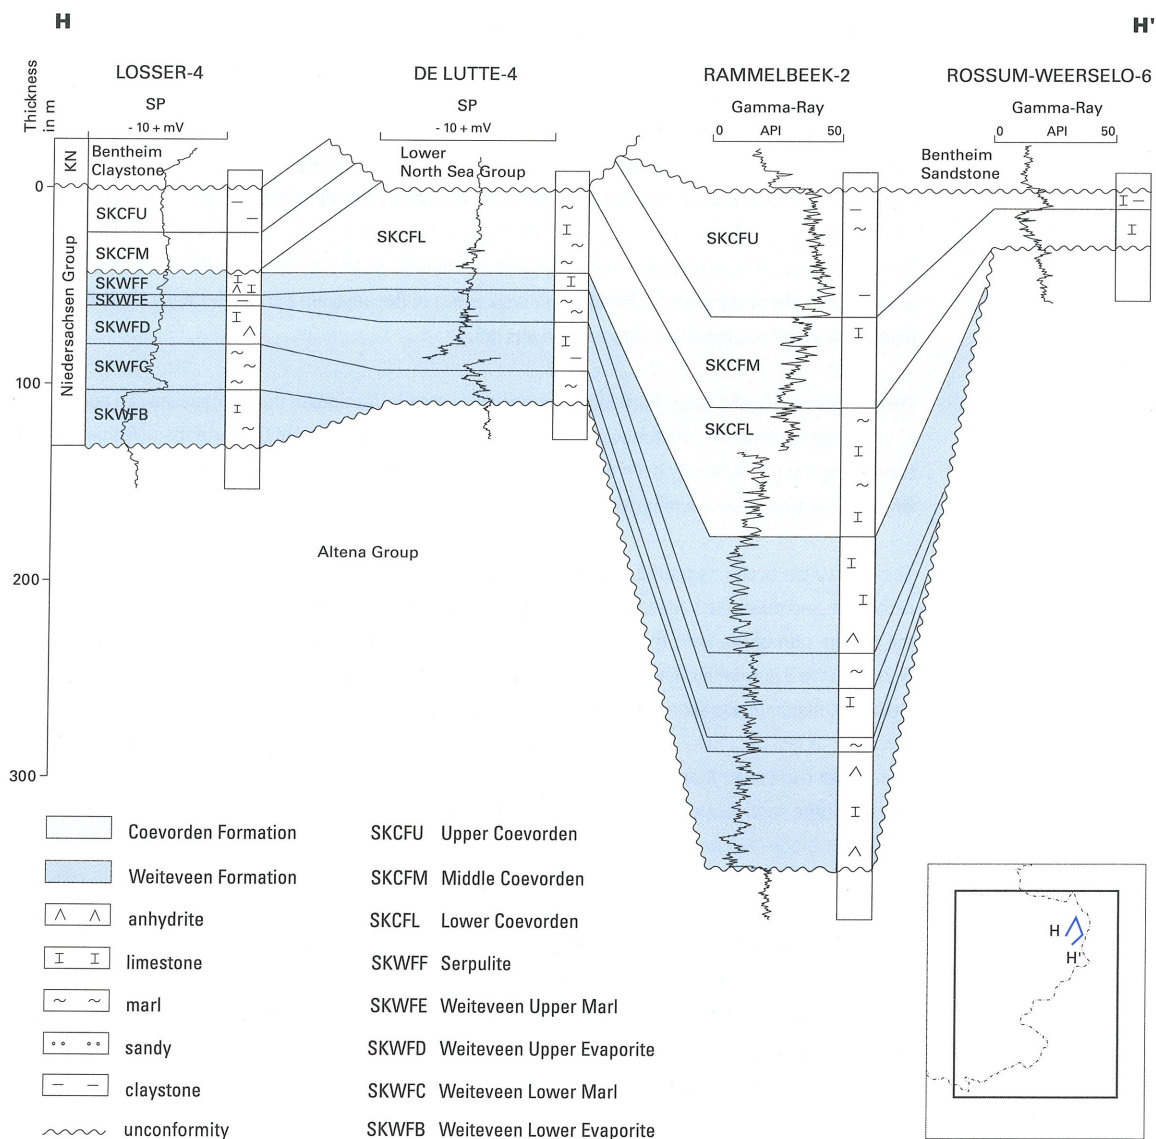 H
H'
LOSSER-4
DE LUTTE-4
RAMMELBEEK-2
ROSSUM-WEERSELO-6
Thickness
in m
SP
- 10 + mV
SP
- 10 + mV
Gamma-Ray
0 API 50
Gamma-Ray
0 API 50
KN
Bentheim
Claystone
Lower
North Sea Group
Bentheim
Sandstone
0
100
200
300
Niedersachsen Group
SKCFU
SKCFM
SKWFF
SKWFE
SKWFD
SKWFC
SKWFB
SKCFL
SKCFU
SKCFM
SKCFL
Altena Group
Coevorden Formation
Weiteveen Formation
anhydrite
limestone
marl
sandy
claystone
unconformity
SKCFU Upper Coevorden
SKCFM Middle Coevorden
SKCFL Lower Coevorden
SKWFF Serpulite
SKWFE Weiteveen Upper Marl
SKWFD Weiteveen Upper Evaporite
SKWFC Weiteveen Lower Marl
SKWFB Weiteveen Lower Evaporite
H
H'